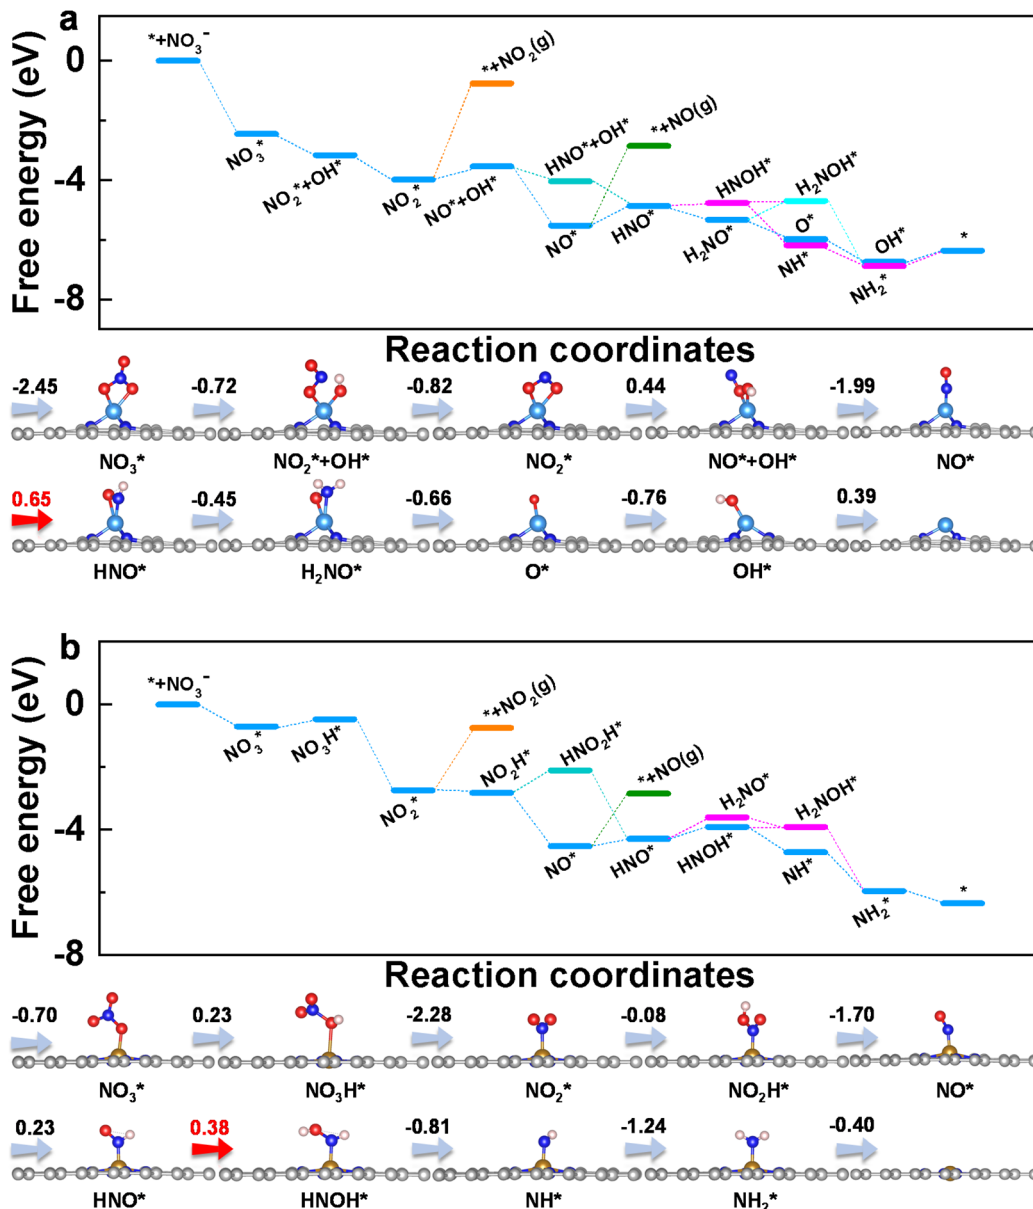 a
Free energy (eV)
0
-4
-8
*+NO₃⁻
NO₃*
NO₂*+OH*
NO₂*
*+NO₂(g)
NO*+OH*
HNO*+OH*
NO*
*+NO(g)
HNO*
HNOH*
H₂NO*
H₂NOH*
O*
NH*
OH*
NH₂*
*
Reaction coordinates
-2.45 -0.72 -0.82 0.44 -1.99
NO₃* NO₂*+OH* NO₂* NO*+OH* NO*
0.65 -0.45 -0.66 -0.76 0.39
HNO* H₂NO* O* OH*
b
Free energy (eV)
0
-4
-8
*+NO₃⁻
NO₃*
NO₃H*
NO₂*
*+NO₂(g)
NO₂H*
HNO₂H*
NO*
*+NO(g)
HNO*
H₂NO*
HNOH*
H₂NOH*
NH*
NH₂*
*
Reaction coordinates
-0.70 0.23 -2.28 -0.08 -1.70
NO₃* NO₃H* NO₂* NO₂H* NO*
0.23 0.38 -0.81 -1.24 -0.40
HNO* HNOH* NH* NH₂*